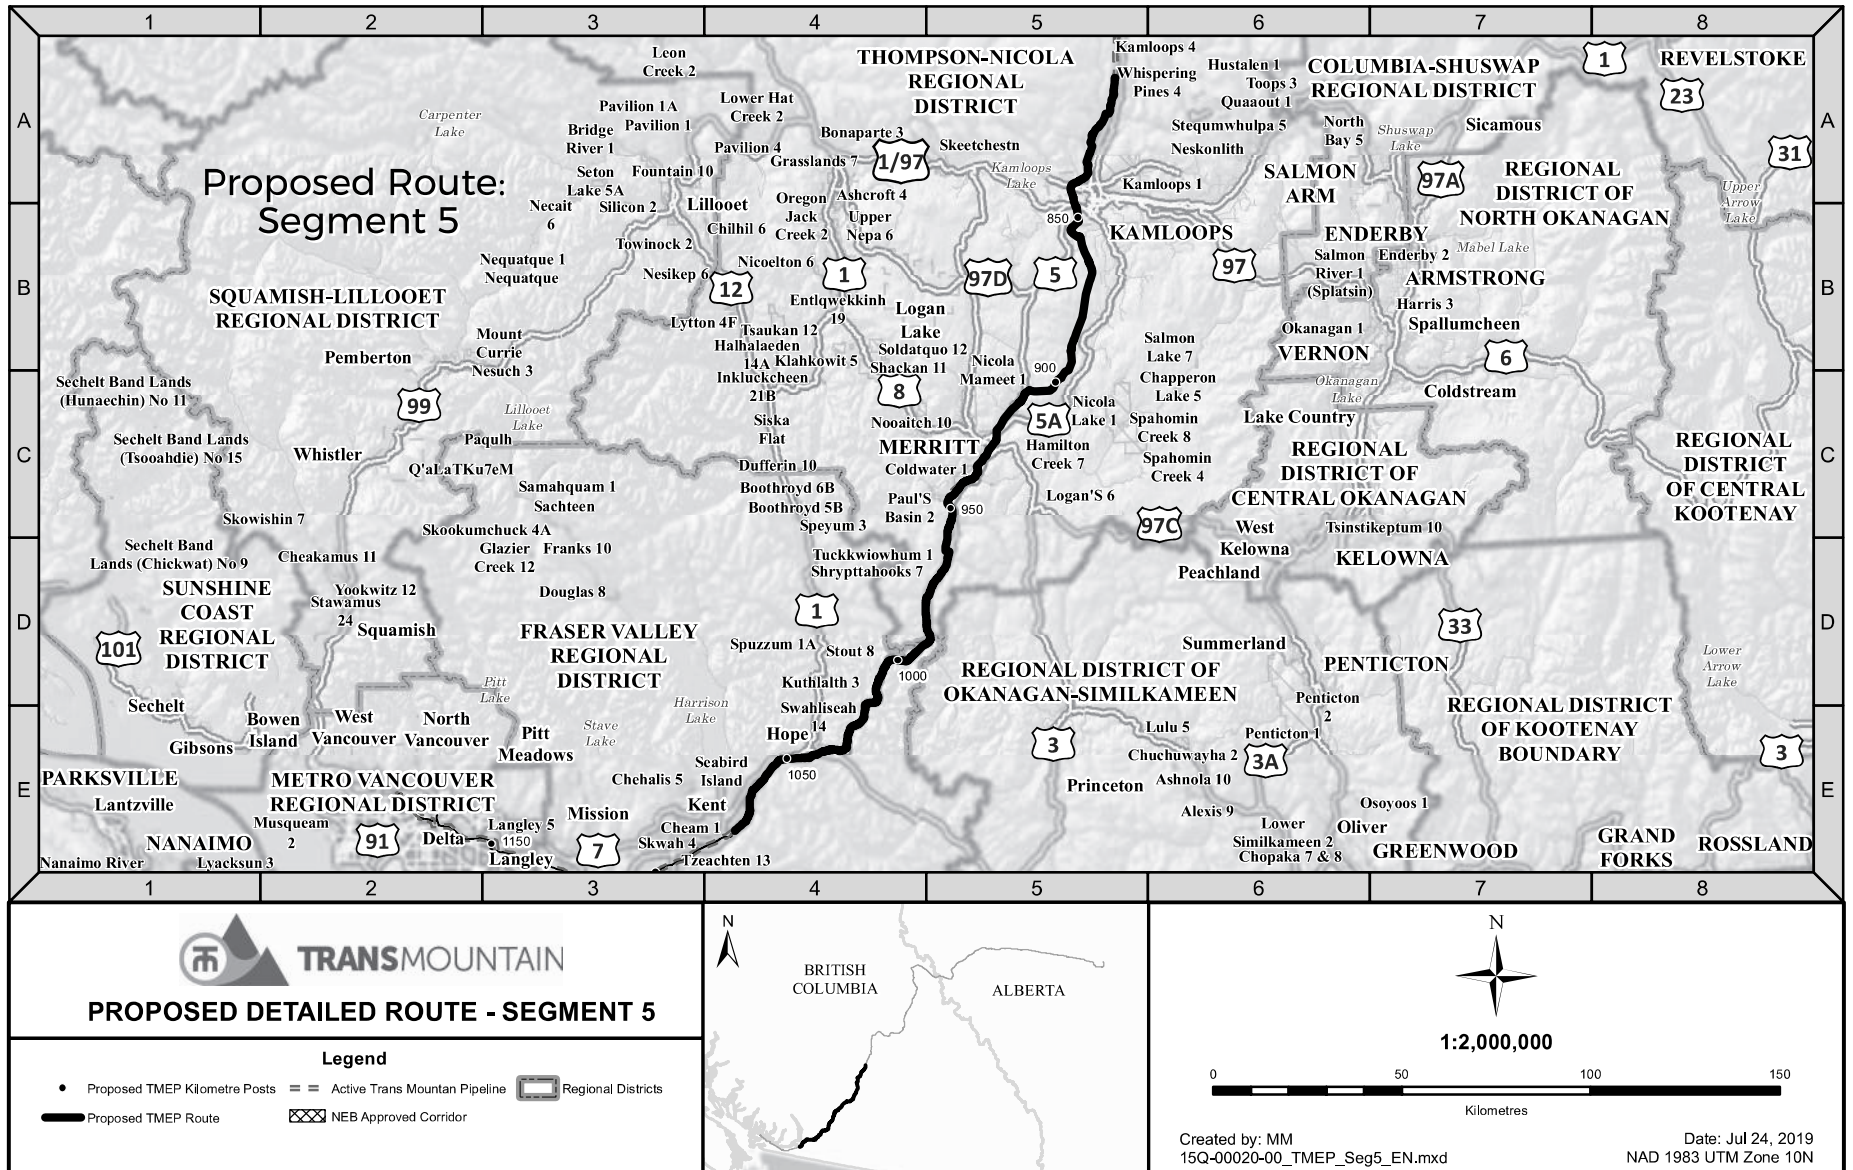 1 2 3 4 5 6 7 8
A
B
C
D
E
A
B
C
D
E
Proposed Route:
Segment 5
Leon
Creek 2
THOMPSON-NICOLA
REGIONAL
DISTRICT
Kamloops 4
Whispering
Pines 4
Hustalen 1
Toops 3
Quaaout 1
COLUMBIA-SHUSWAP
REGIONAL DISTRICT
1
REVELSTOKE
23
Carpenter
Lake
Pavilion 1A
Pavilion 1
Lower Hat
Creek 2
Bridge
River 1
Pavilion 4
Bonaparte 3
Grasslands 7
1/97
Skeetchestn
Kamloops
Lake
Stequmwhulpa 5
Neskonlith
North
Bay 5
Shuswap
Lake
Sicamous
31
Seton
Lake 5A
Fountain 10
Necait
6
Silicon 2
Lillooet
Oregon
Jack
Creek 2
Ashcroft 4
Upper
Nepa 6
Kamloops 1
SALMON
ARM
97A
REGIONAL
DISTRICT OF
NORTH OKANAGAN
Upper
Arrow
Lake
850
KAMLOOPS
Chilhil 6
Towinock 2
Nequatque 1
Nequatque
Nesikep 6
Nicoelton 6
12
1
97D
5
97
ENDERBY
Salmon
River 1
(Splatsin)
Enderby 2
Mabel Lake
ARMSTRONG
Harris 3
Spallumcheen
SQUAMISH-LILLOOET
REGIONAL DISTRICT
Entlqwekkinh
19
Logan
Lake
Lytton 4F
Tsaukan 12
Halhalaeden
14A
Klahkowit 5
Soldatquo 12
Shackan 11
Inkluckcheen
21B
Pemberton
Mount
Currie
Nesuch 3
Nicola
Mameet 1
900
Salmon
Lake 7
Okanagan 1
VERNON
6
Sechelt Band Lands
(Hunaechin) No 11
99
Lillooet
Lake
8
5A
Nicola
Lake 1
Chapperon
Lake 5
Okanagan
Lake
Coldstream
Sechelt Band Lands
(Tsooahdie) No 15
Whistler
Paqulh
Siska
Flat
Nooaitch 10
MERRITT
Hamilton
Creek 7
Spahomin
Creek 8
Lake Country
Q'aLaTKu7eM
Dufferin 10
Coldwater 1
Spahomin
Creek 4
REGIONAL
DISTRICT OF
CENTRAL OKANAGAN
REGIONAL
DISTRICT
OF CENTRAL
KOOTENAY
Samahquam 1
Sachteen
Boothroyd 6B
Boothroyd 5B
Speyum 3
Paul'S
Basin 2
950
Logan'S 6
97C
West
Kelowna
Tsinstikeptum 10
KELOWNA
Skowishin 7
Skookumchuck 4A
Sechelt Band
Lands (Chickwat) No 9
Cheakamus 11
Glazier
Creek 12
Franks 10
Tuckkwiowhum 1
Shrypttahooks 7
Peachland
SUNSHINE
COAST
REGIONAL
DISTRICT
Yookwitz 12
Stawamus
24
Squamish
Douglas 8
1
33
101
FRASER VALLEY
REGIONAL
DISTRICT
Spuzzum 1A
Stout 8
1000
REGIONAL DISTRICT OF
OKANAGAN-SIMILKAMEEN
Summerland
PENTICTON
Lower
Arrow
Lake
Pitt
Lake
Kuthlalth 3
Swahliseah
14
Harrison
Lake
Penticton
2
REGIONAL DISTRICT
OF KOOTENAY
BOUNDARY
Sechelt
Gibsons
Bowen
Island
West
Vancouver
North
Vancouver
Pitt
Meadows
Stave
Lake
Hope
3
Lulu 5
Penticton 1
Chuchuwayha 2
3A
3
PARKSVILLE
Lantzville
METRO VANCOUVER
REGIONAL DISTRICT
Chehalis 5
Seabird
Island
1050
Princeton
Ashnola 10
Alexis 9
Osoyoos 1
Kent
Mission
Musqueam
2
91
Delta
Langley 5
1150
Langley
7
Cheam 1
Skwah 4
Tzeachten 13
Lower
Similkameen 2
Chopaka 7 & 8
Oliver
GREENWOOD
GRAND
FORKS
ROSSLAND
NANAIMO
Nanaimo River
Lyacksun 3
1 2 3 4 5 6 7 8
TRANSMOUNTAIN
PROPOSED DETAILED ROUTE - SEGMENT 5
Legend
Proposed TMEP Kilometre Posts
Active Trans Mountan Pipeline
Regional Districts
Proposed TMEP Route
NEB Approved Corridor
N
BRITISH
COLUMBIA
ALBERTA
N
1:2,000,000
0 50 100 150
Kilometres
Created by: MM
15Q-00020-00_TMEP_Seg5_EN.mxd
Date: Jul 24, 2019
NAD 1983 UTM Zone 10N